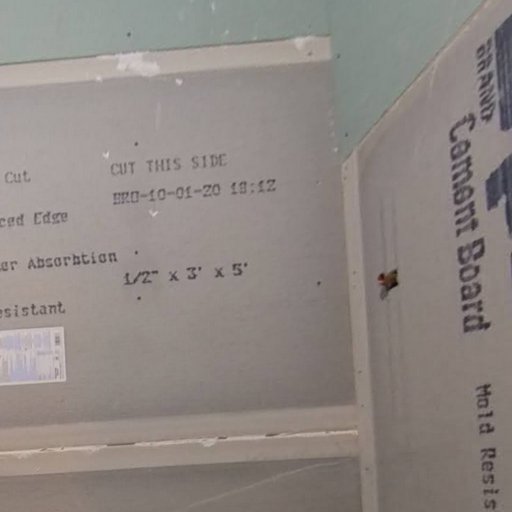 Cut
ced Edge
er Absorbtion
esistant
CUT THIS SIDE
BRO-10-01-20 18:12
1/2" x 3' x 5'
BRAND
Cement Board
Mold Resis